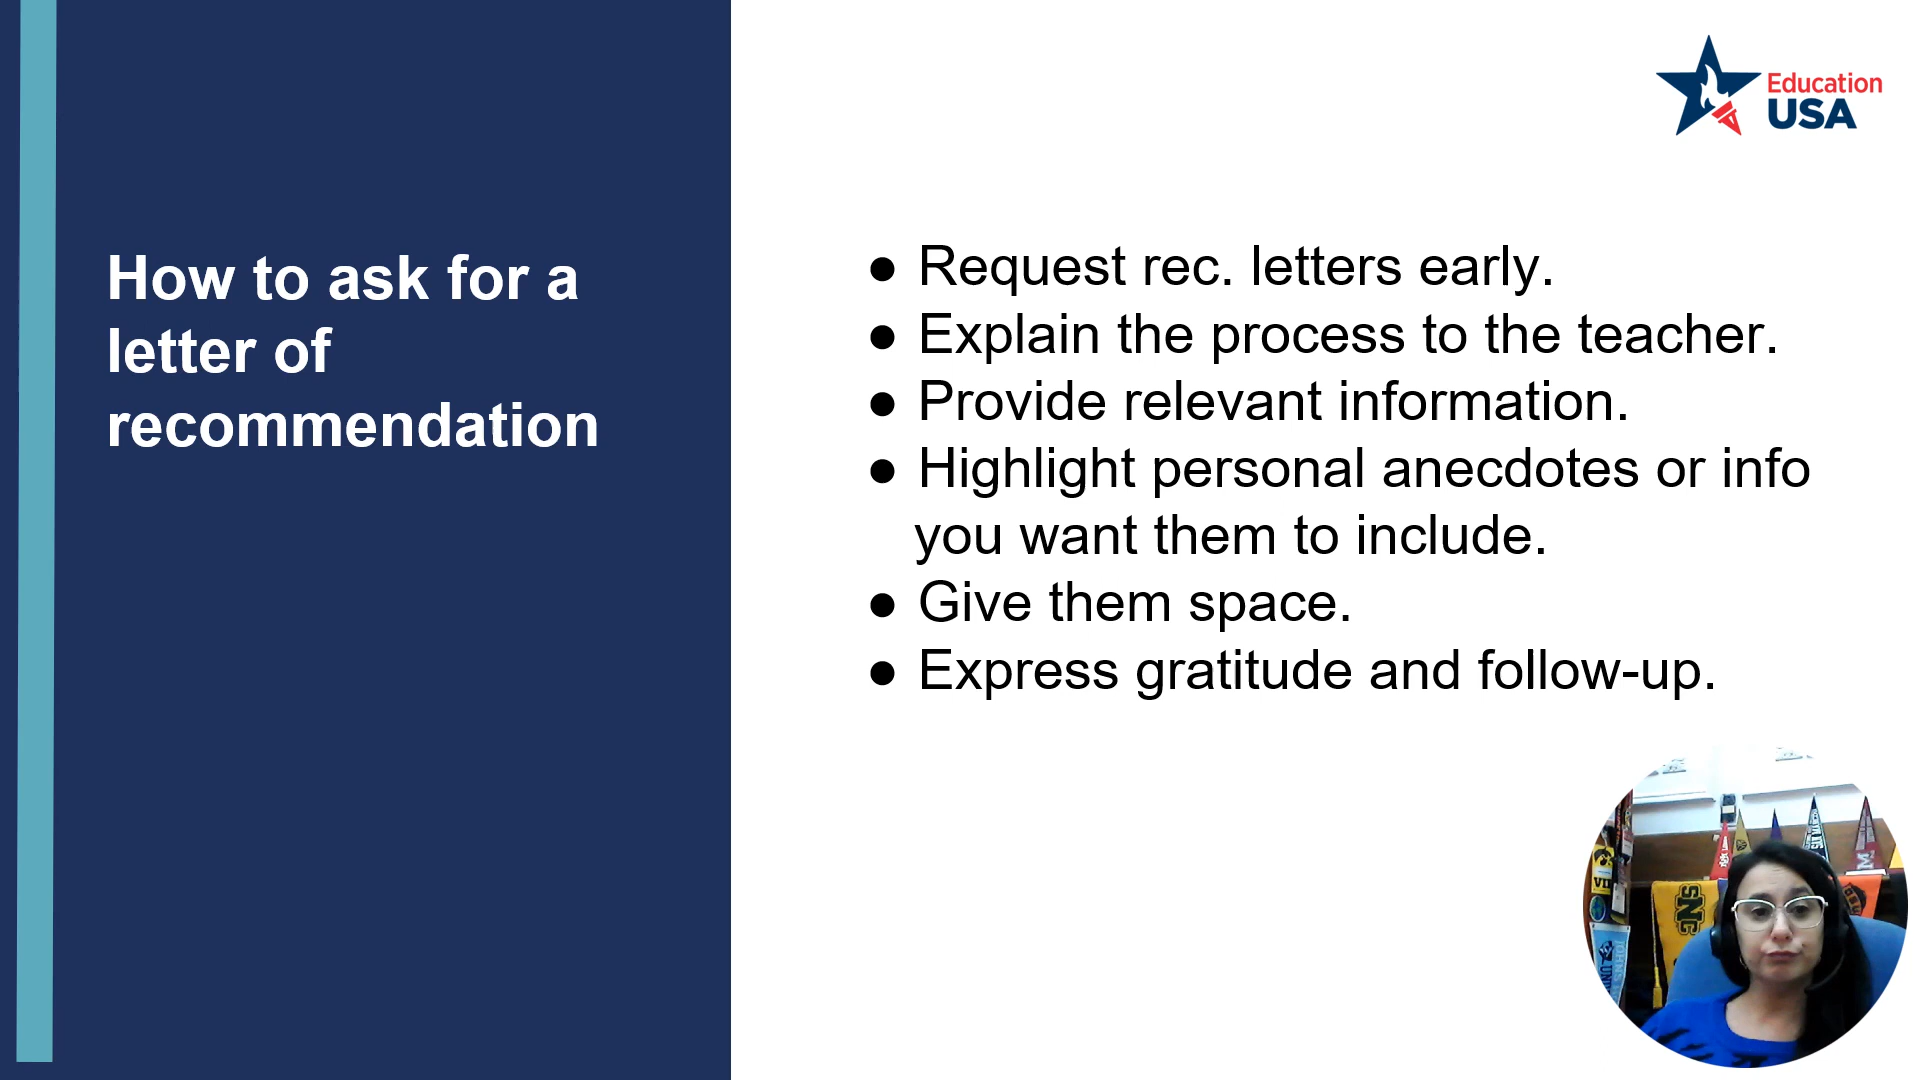 How to ask for a
letter of
recommendation
Education
USA
● Request rec. letters early.
● Explain the process to the teacher.
● Provide relevant information.
● Highlight personal anecdotes or info
you want them to include.
● Give them space.
● Express gratitude and follow-up.
SNC
M